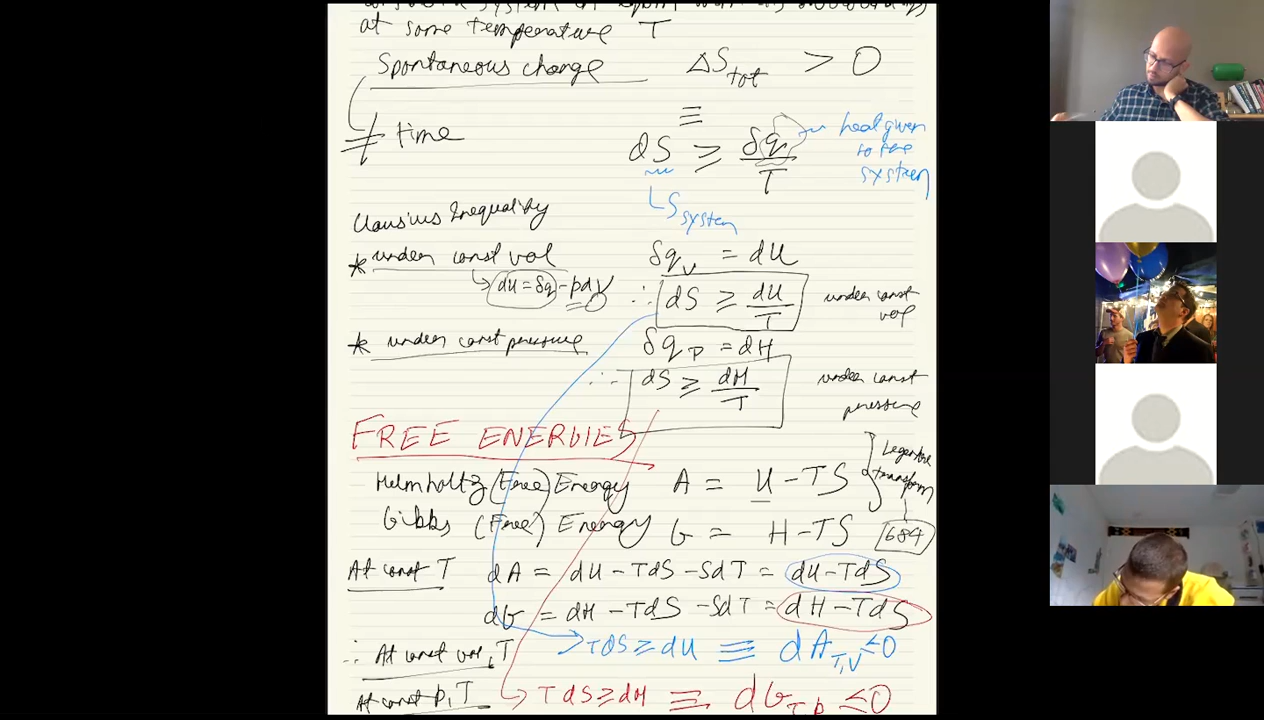 at some temperature T
Spontaneous change ΔS_tot > 0
≠ time ≡
dS ≥ δq/T heat given to the system
S_system
Clausius Inequality
* under const vol δq_V = dU
dU = δq - pdV ∴ dS ≥ dU/T under const vol
* under const pressure δq_P = dH
∴ dS ≥ dH/T under const pressure
FREE ENERGIES
Helmholtz (Free) Energy A = U - TS Legendre transform
Gibbs (Free) Energy G = H - TS 684
At const T dA = dU - TdS - SdT = dU - TdS
dG = dH - TdS - SdT = dH - TdS
∴ At const vol, T TdS ≥ dU ≡ dA_T,V ≤ 0
At const p, T TdS ≥ dH ≡ dG_T,p ≤ 0